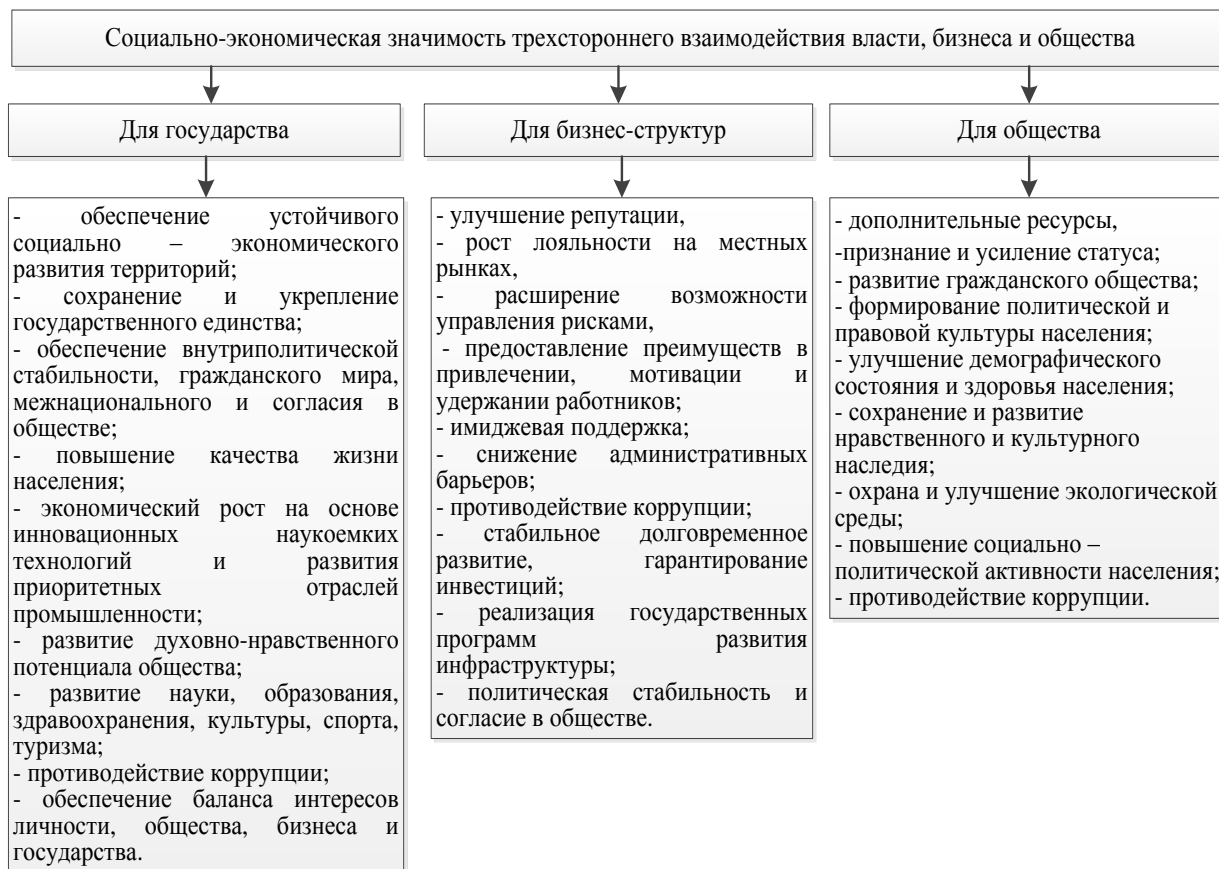 Социально-экономическая значимость трехстороннего взаимодействия власти, бизнеса и общества
Для государства
Для бизнес-структур
Для общества
- обеспечение устойчивого
социально – экономического
развития территорий;
- сохранение и укрепление
государственного единства;
- обеспечение внутриполитической
стабильности, гражданского мира,
межнационального и согласия в
обществе;
- повышение качества жизни
населения;
- экономический рост на основе
инновационных наукоемких
технологий и развития
приоритетных отраслей
промышленности;
- развитие духовно-нравственного
потенциала общества;
- развитие науки, образования,
здравоохранения, культуры, спорта,
туризма;
- противодействие коррупции;
- обеспечение баланса интересов
личности, общества, бизнеса и
государства.
- улучшение репутации,
- рост лояльности на местных
рынках,
- расширение возможности
управления рисками,
- предоставление преимуществ в
привлечении, мотивации и
удержании работников;
- имиджевая поддержка;
- снижение административных
барьеров;
- противодействие коррупции;
- стабильное долговременное
развитие, гарантирование
инвестиций;
- реализация государственных
программ развития
инфраструктуры;
- политическая стабильность и
согласие в обществе.
- дополнительные ресурсы,
-признание и усиление статуса;
- развитие гражданского общества;
- формирование политической и
правовой культуры населения;
- улучшение демографического
состояния и здоровья населения;
- сохранение и развитие
нравственного и культурного
наследия;
- охрана и улучшение экологической
среды;
- повышение социально –
политической активности населения;
- противодействие коррупции.